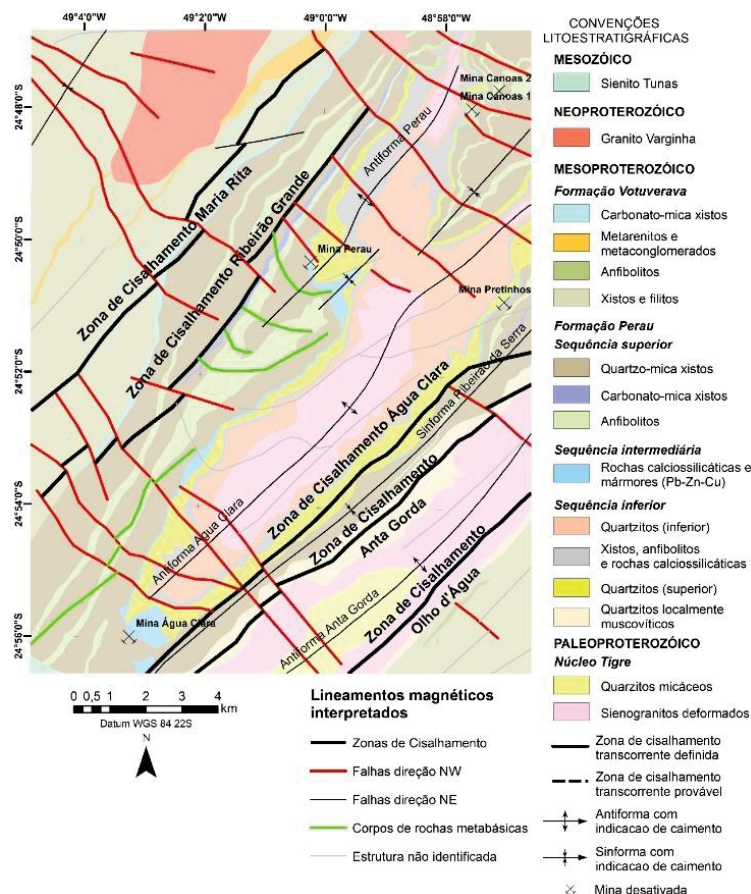 49°4'0"O
49°2'0"O
49°0'0"O
48°58'0"O
24°48'0"S
24°50'0"S
24°52'0"S
24°54'0"S
24°56'0"S
Mina Canoas 2
Mina Canoas 1
Antiforma Perau
Zona de Cisalhamento Maria Rita
Zona de Cisalhamento Ribeirão Grande
Mina Perau
Mina Pretinhos
Zona de Cisalhamento Água Clara
Sinforma Ribeirão da Serra
Zona de Cisalhamento
Anta Gorda
Antiforma Água Clara
Zona de Cisalhamento
Olho d'Água
Antiforma Anta Gorda
Mina Água Clara
0 0,5 1 2 3 4
km
Datum WGS 84 22S
N
Lineamentos magnéticos
interpretados
Zonas de Cisalhamento
Falhas direção NW
Falhas direção NE
Corpos de rochas metabásicas
Estrutura não identificada
CONVENÇÕES
LITOESTRATIGRÁFICAS
MESOZÓICO
Sienito Tunas
NEOPROTEROZÓICO
Granito Varginha
MESOPROTEROZÓICO
Formação Votuverava
Carbonato-mica xistos
Metarenitos e
metaconglomerados
Anfibolitos
Xistos e filitos
Formação Perau
Sequência superior
Quartzo-mica xistos
Carbonato-mica xistos
Anfibolitos
Sequência intermediária
Rochas calciossilicáticas e
mármores (Pb-Zn-Cu)
Sequência inferior
Quartzitos (inferior)
Xistos, anfibolitos
e rochas calciossilicáticas
Quartzitos (superior)
Quartzitos localmente
muscovíticos
PALEOPROTEROZÓICO
Núcleo Tigre
Quarzitos micáceos
Sienogranitos deformados
Zona de cisalhamento
transcorrente definida
Zona de cisalhamento
transcorrente provável
Antiforma com
indicacao de caimento
Sinforma com
indicacao de caimento
Mina desativada